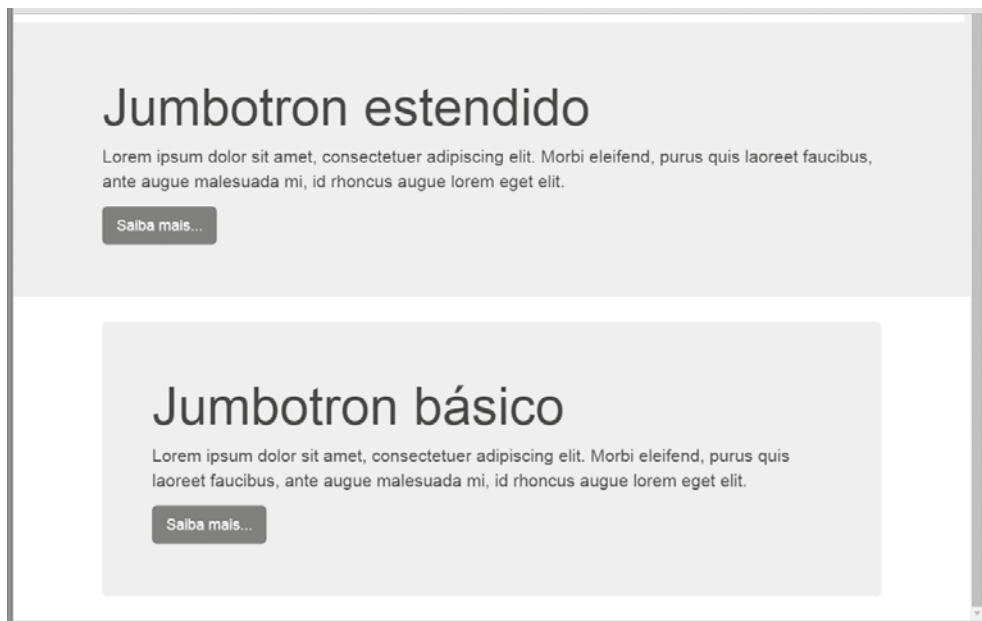 Jumbotron estendido
Lorem ipsum dolor sit amet, consectetuer adipiscing elit. Morbi eleifend, purus quis laoreet faucibus,
ante augue malesuada mi, id rhoncus augue lorem eget elit.
Saiba mais...
Jumbotron básico
Lorem ipsum dolor sit amet, consectetuer adipiscing elit. Morbi eleifend, purus quis
laoreet faucibus, ante augue malesuada mi, id rhoncus augue lorem eget elit.
Saiba mais...